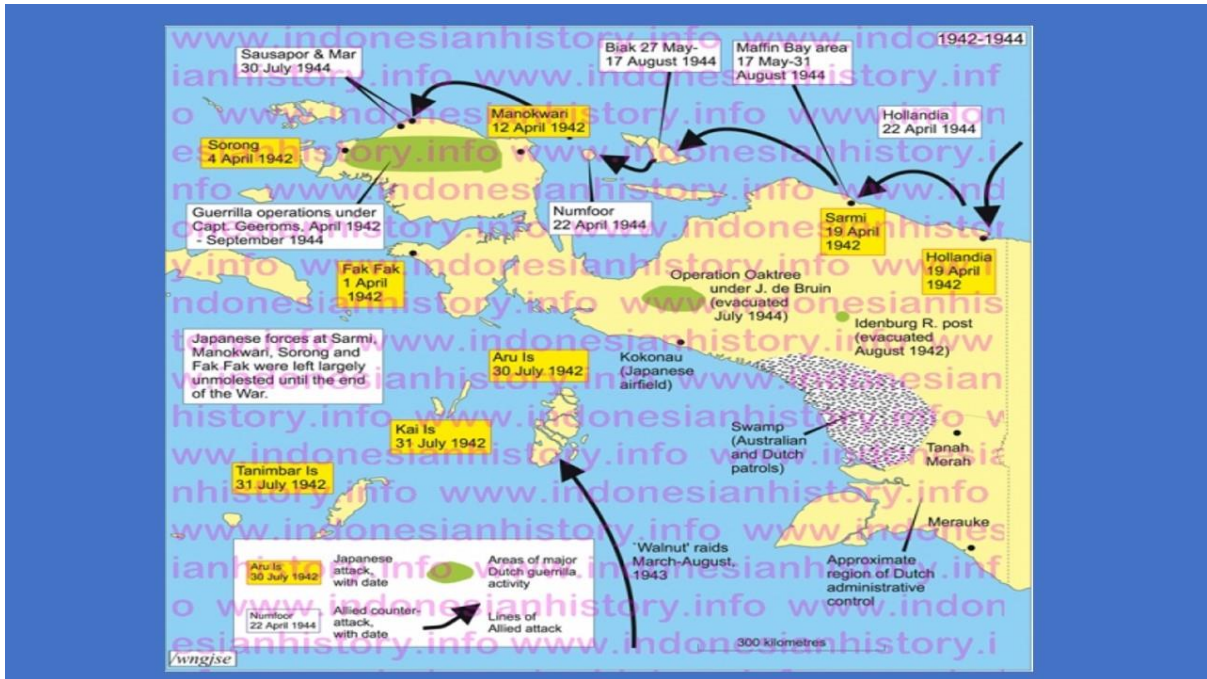 1942-1944
Sausapor & Mar
30 July 1944
Biak 27 May-
17 August 1944
Maffin Bay area
17 May-31
August 1944
Hollandia
22 April 1944
Manokwari
12 April 1942
Sorong
4 April 1942
Guerrilla operations under
Capt. Geeroms, April 1942
- September 1944
Numfoor
22 April 1944
Sarmi
19 April
1942
Hollandia
19 April
1942
Fak Fak
1 April
1942
Operation Oaktree
under J. de Bruin
(evacuated
July 1944)
Idenburg R. post
(evacuated
August 1942)
Japanese forces at Sarmi,
Manokwari, Sorong and
Fak Fak were left largely
unmolested until the end
of the War.
Aru Is
30 July 1942
Kokonau
(Japanese
airfield)
Kai Is
31 July 1942
Swamp
(Australian
and Dutch
patrols)
Tanah
Merah
Tanimbar Is
31 July 1942
Merauke
'Walnut' raids
March-August,
1943
Approximate
region of Dutch
administrative
control
Aru Is
30 July 1942
Japanese
attack,
with date
Areas of major
Dutch guerrilla
activity
Numfoor
22 April 1944
Allied counter-
attack,
with date
Lines of
Allied attack
300 kilometres
/wngjse
www.indonesianhistory.info www.indonesianhistory.info